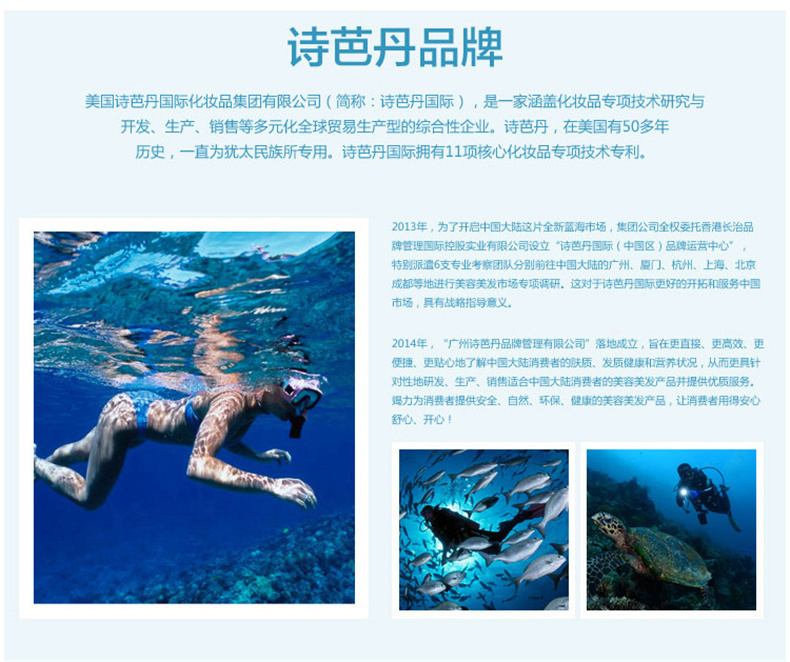 诗芭丹品牌
美国诗芭丹国际化妆品集团有限公司（简称：诗芭丹国际），是一家涵盖化妆品专项技术研究与
开发、生产、销售等多元化全球贸易生产型的综合性企业。诗芭丹，在美国有50多年
历史，一直为犹太民族所专用。诗芭丹国际拥有11项核心化妆品专项技术专利。
2013年，为了开启中国大陆这片全新蓝海市场，集团公司全权委托香港长治品
牌管理国际控股实业有限公司设立“诗芭丹国际（中国区）品牌运营中心”，
特别派遣6支专业考察团队分别前往中国大陆的广州、厦门、杭州、上海、北京
成都等地进行美容美发市场专项调研。这对于诗芭丹国际更好的开拓和服务中国
市场，具有战略指导意义。
2014年，“广州诗芭丹品牌管理有限公司”落地成立，旨在更直接、更高效、更
便捷、更贴心地了解中国大陆消费者的肤质、发质健康和营养状况，从而更具针
对性地研发、生产、销售适合中国大陆消费者的美容美发产品并提供优质服务。
竭力为消费者提供安全、自然、环保、健康的美容美发产品，让消费者用得安心
舒心、开心！